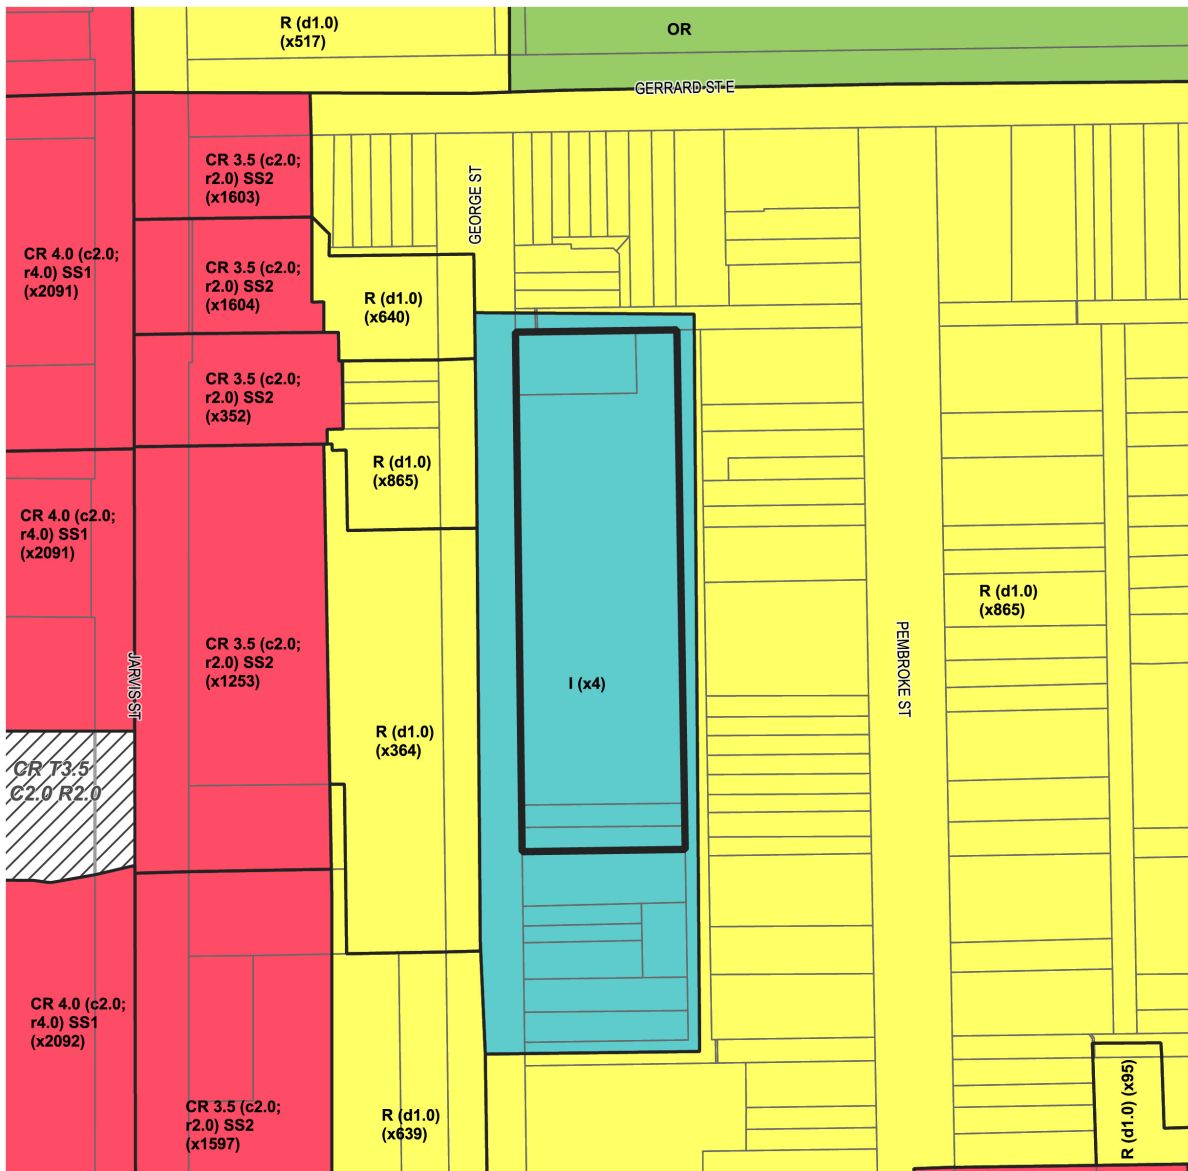 R (d1.0)
(x517)
OR
GERRARD ST E
CR 3.5 (c2.0;
r2.0) SS2
(x1603)
GEORGE ST
CR 4.0 (c2.0;
r4.0) SS1
(x2091)
CR 3.5 (c2.0;
r2.0) SS2
(x1604)
R (d1.0)
(x640)
CR 3.5 (c2.0;
r2.0) SS2
(x352)
R (d1.0)
(x865)
CR 4.0 (c2.0;
r4.0) SS1
(x2091)
R (d1.0)
(x865)
CR 3.5 (c2.0;
r2.0) SS2
(x1253)
JARVIS ST
I (x4)
PEMBROKE ST
R (d1.0)
(x364)
CR T3.5
C2.0 R2.0
CR 4.0 (c2.0;
r4.0) SS1
(x2092)
CR 3.5 (c2.0;
r2.0) SS2
(x1597)
R (d1.0)
(x639)
R (d1.0) (x95)